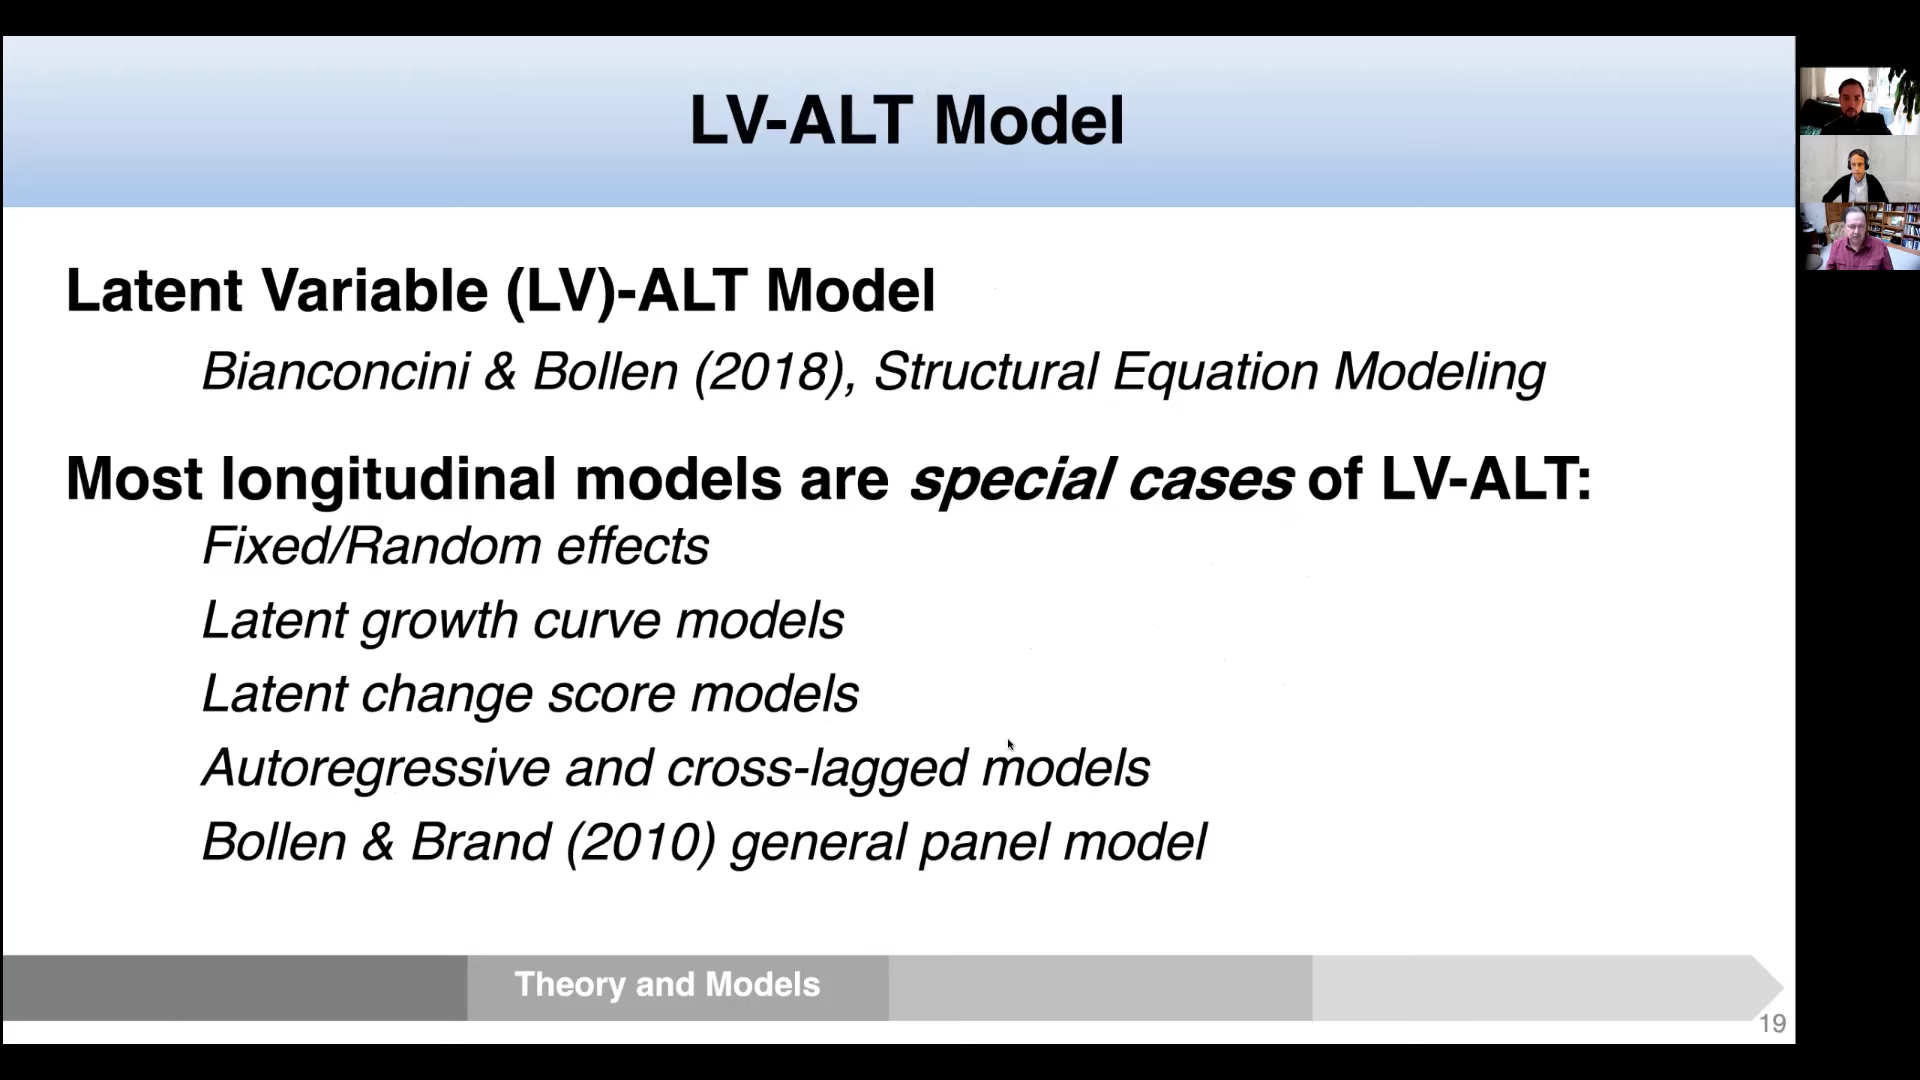 LV-ALT Model
Latent Variable (LV)-ALT Model
Bianconcini & Bollen (2018), Structural Equation Modeling
Most longitudinal models are special cases of LV-ALT:
Fixed/Random effects
Latent growth curve models
Latent change score models
Autoregressive and cross-lagged models
Bollen & Brand (2010) general panel model
Theory and Models
19